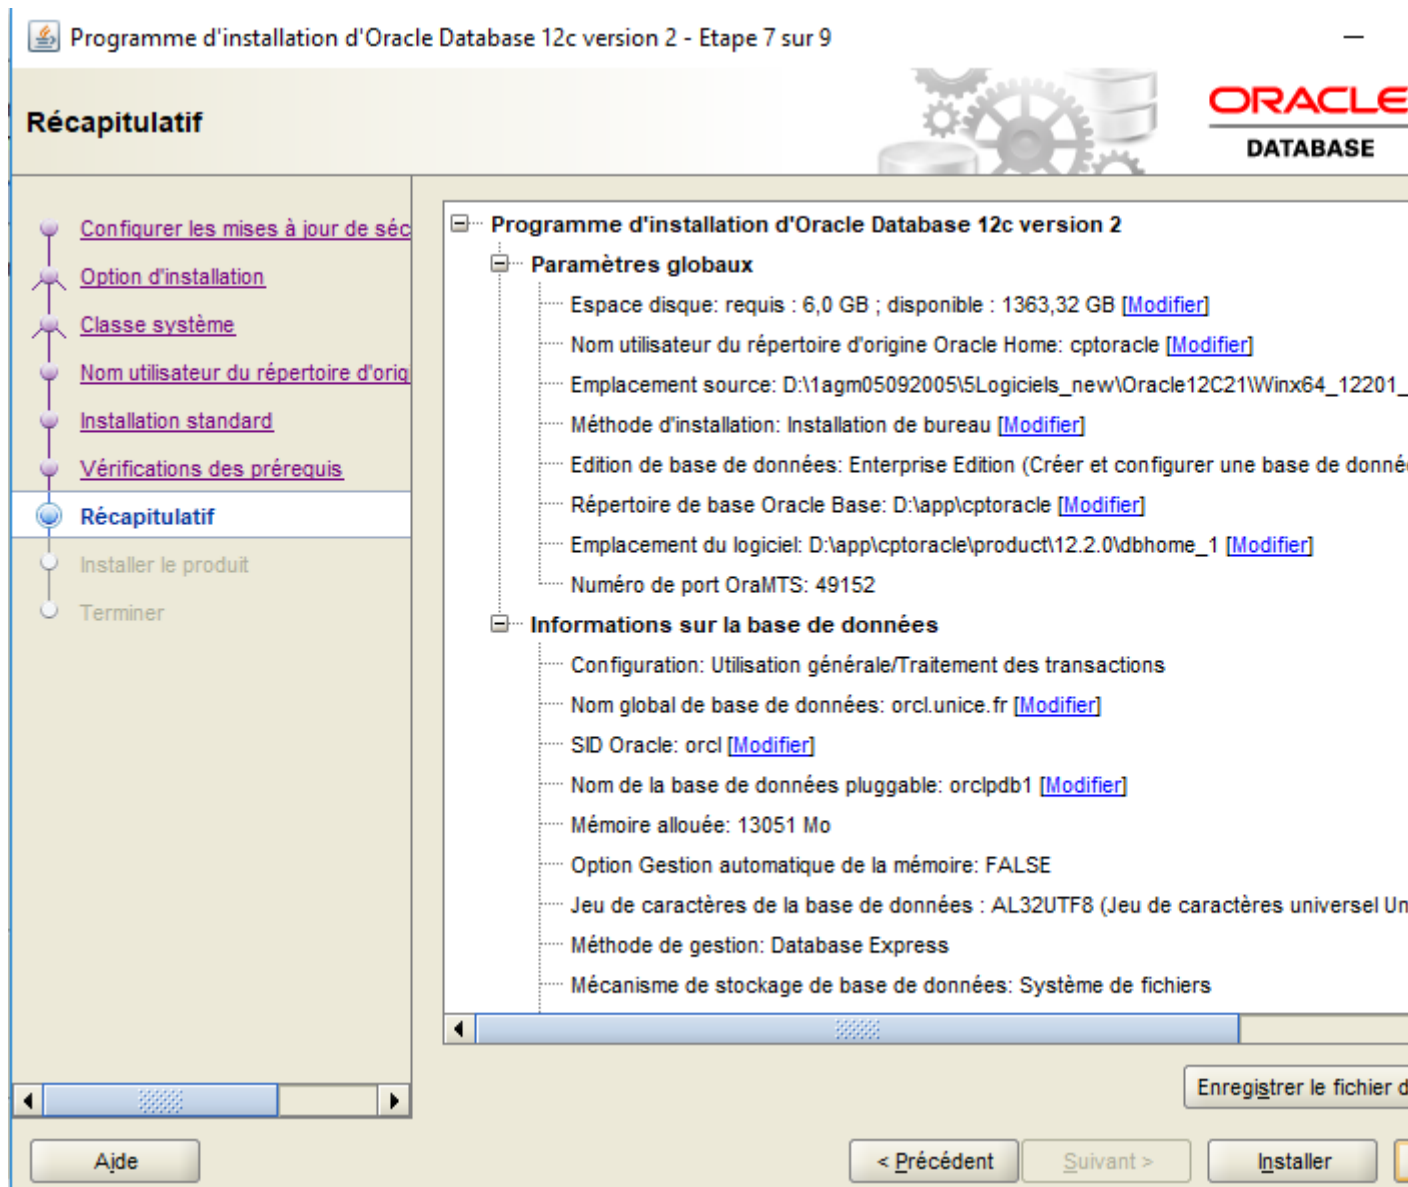 Programme d'installation d'Oracle Database 12c version 2 - Etape 7 sur 9
Récapitulatif
ORACLE
DATABASE
Configurer les mises à jour de séc
Option d'installation
Classe système
Nom utilisateur du répertoire d'orig
Installation standard
Vérifications des prérequis
Récapitulatif
Installer le produit
Terminer
Programme d'installation d'Oracle Database 12c version 2
Paramètres globaux
Espace disque: requis : 6,0 GB ; disponible : 1363,32 GB [Modifier]
Nom utilisateur du répertoire d'origine Oracle Home: cptoracle [Modifier]
Emplacement source: D:\1agm05092005\5Logiciels_new\Oracle12C21\Winx64_12201_
Méthode d'installation: Installation de bureau [Modifier]
Edition de base de données: Enterprise Edition (Créer et configurer une base de donné
Répertoire de base Oracle Base: D:\app\cptoracle [Modifier]
Emplacement du logiciel: D:\app\cptoracle\product\12.2.0\dbhome_1 [Modifier]
Numéro de port OraMTS: 49152
Informations sur la base de données
Configuration: Utilisation générale/Traitement des transactions
Nom global de base de données: orcl.unice.fr [Modifier]
SID Oracle: orcl [Modifier]
Nom de la base de données pluggable: orclpdb1 [Modifier]
Mémoire allouée: 13051 Mo
Option Gestion automatique de la mémoire: FALSE
Jeu de caractères de la base de données : AL32UTF8 (Jeu de caractères universel Un
Méthode de gestion: Database Express
Mécanisme de stockage de base de données: Système de fichiers
Enregistrer le fichier d
Aide
< Précédent
Suivant >
Installer